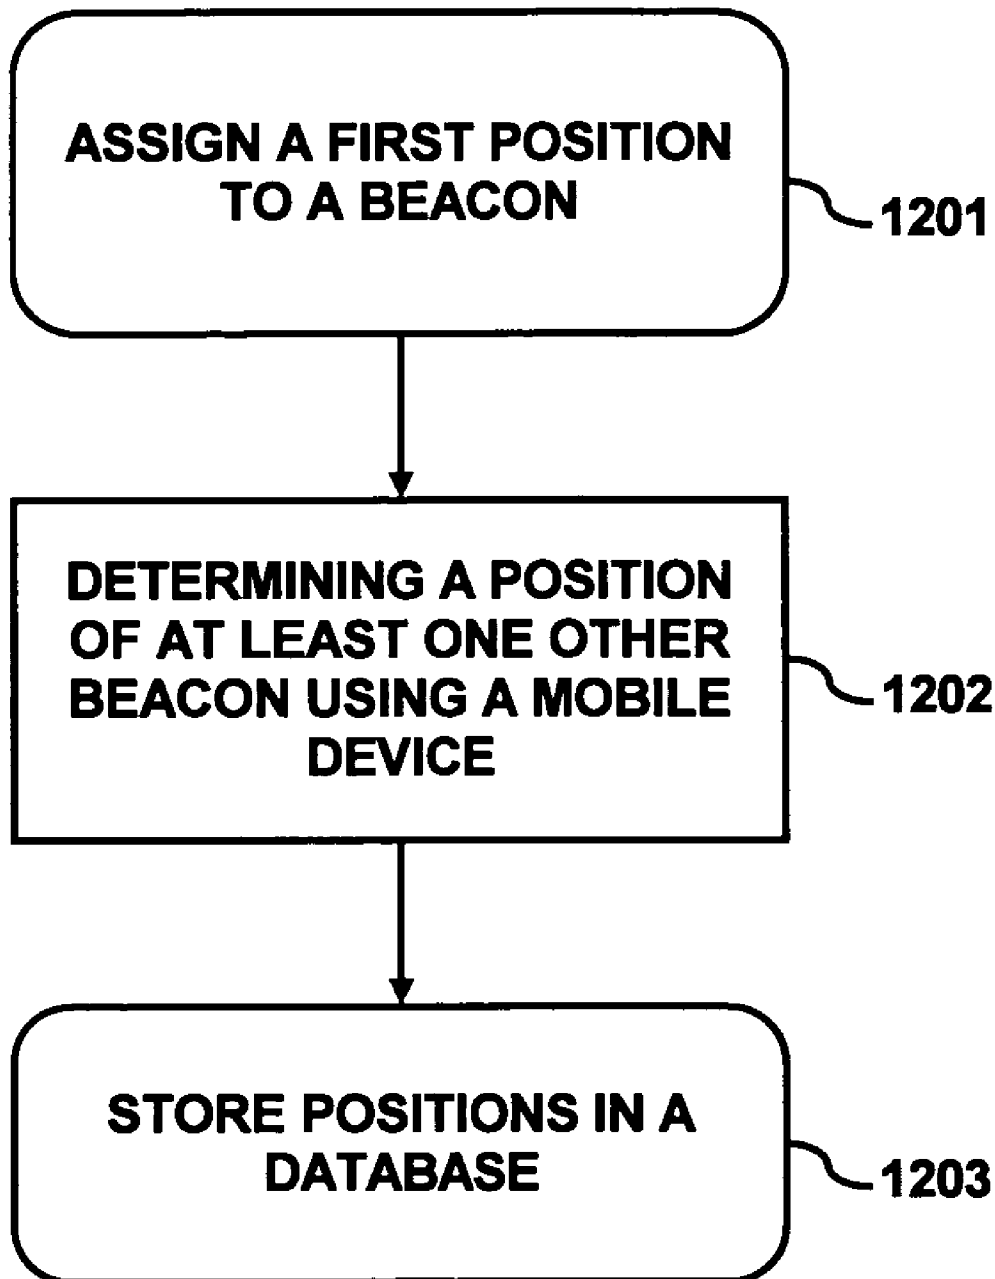 ASSIGN A FIRST POSITION
TO A BEACON
1201
DETERMINING A POSITION
OF AT LEAST ONE OTHER
BEACON USING A MOBILE
DEVICE
1202
STORE POSITIONS IN A
DATABASE
1203